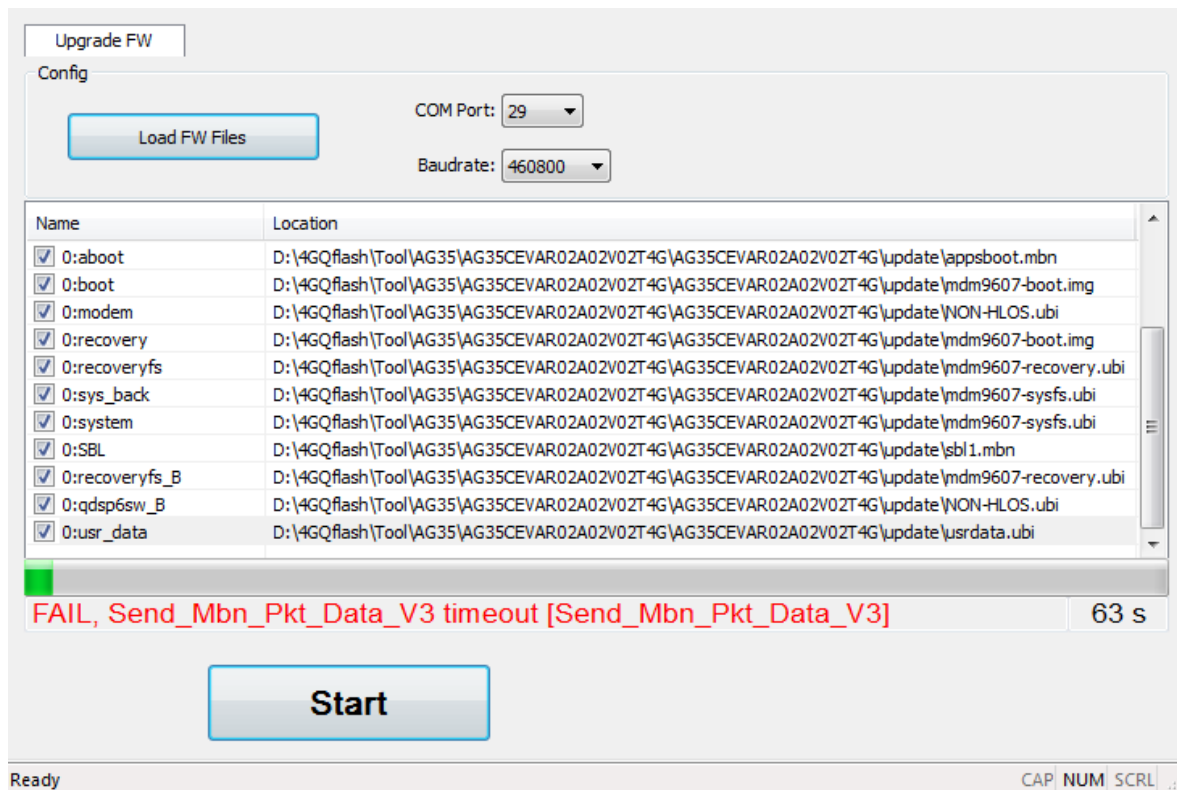 Upgrade FW
Config
Load FW Files
COM Port: 29
Baudrate: 460800
Name Location
0:aboot D:\4GQflash\Tool\AG35\AG35CEVAR02A02V02T4G\AG35CEVAR02A02V02T4G\update\appsboot.mbn
0:boot D:\4GQflash\Tool\AG35\AG35CEVAR02A02V02T4G\AG35CEVAR02A02V02T4G\update\mdm9607-boot.img
0:modem D:\4GQflash\Tool\AG35\AG35CEVAR02A02V02T4G\AG35CEVAR02A02V02T4G\update\NON-HLOS.ubi
0:recovery D:\4GQflash\Tool\AG35\AG35CEVAR02A02V02T4G\AG35CEVAR02A02V02T4G\update\mdm9607-boot.img
0:recoveryfs D:\4GQflash\Tool\AG35\AG35CEVAR02A02V02T4G\AG35CEVAR02A02V02T4G\update\mdm9607-recovery.ubi
0:sys_back D:\4GQflash\Tool\AG35\AG35CEVAR02A02V02T4G\AG35CEVAR02A02V02T4G\update\mdm9607-sysfs.ubi
0:system D:\4GQflash\Tool\AG35\AG35CEVAR02A02V02T4G\AG35CEVAR02A02V02T4G\update\mdm9607-sysfs.ubi
0:SBL D:\4GQflash\Tool\AG35\AG35CEVAR02A02V02T4G\AG35CEVAR02A02V02T4G\update\sbl1.mbn
0:recoveryfs_B D:\4GQflash\Tool\AG35\AG35CEVAR02A02V02T4G\AG35CEVAR02A02V02T4G\update\mdm9607-recovery.ubi
0:qdsp6sw_B D:\4GQflash\Tool\AG35\AG35CEVAR02A02V02T4G\AG35CEVAR02A02V02T4G\update\NON-HLOS.ubi
0:usr_data D:\4GQflash\Tool\AG35\AG35CEVAR02A02V02T4G\AG35CEVAR02A02V02T4G\update\usrdata.ubi
FAIL, Send_Mbn_Pkt_Data_V3 timeout [Send_Mbn_Pkt_Data_V3] 63 s
Start
Ready CAP NUM SCRL